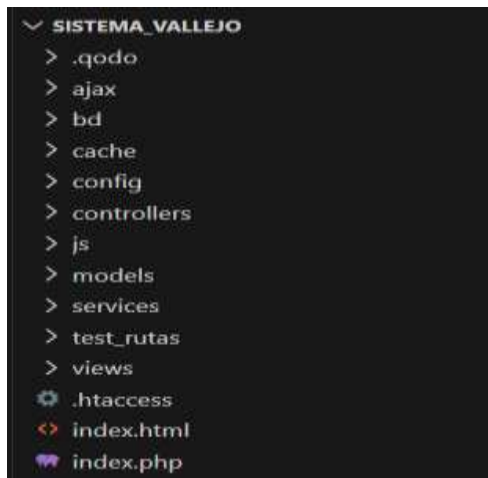 SISTEMA_VALLEJO
.qodo
ajax
bd
cache
config
controllers
js
models
services
test_rutas
views
.htaccess
index.html
index.php